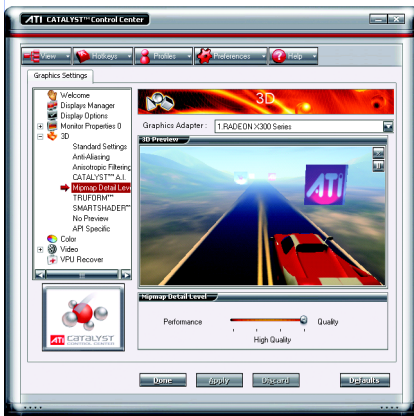 ATI CATALYST™ Control Center
View Hotkeys Profiles Preferences Help
Graphics Settings
Welcome
Displays Manager
Display Options
Monitor Properties 0
3D
Standard Settings
Anti-Aliasing
Anisotropic Filtering
CATALYST™ A.I.
Mipmap Detail Leve
TRUFORM™
SMARTSHADER™
No Preview
API Specific
Color
Video
VPU Recover
ATI CATALYST
CONTROL CENTER
3D
Graphics Adapter : 1.RADEON X300 Series
3D Preview
ATI
Mipmap Detail Level
Performance Quality
High Quality
Done Apply Discard Defaults